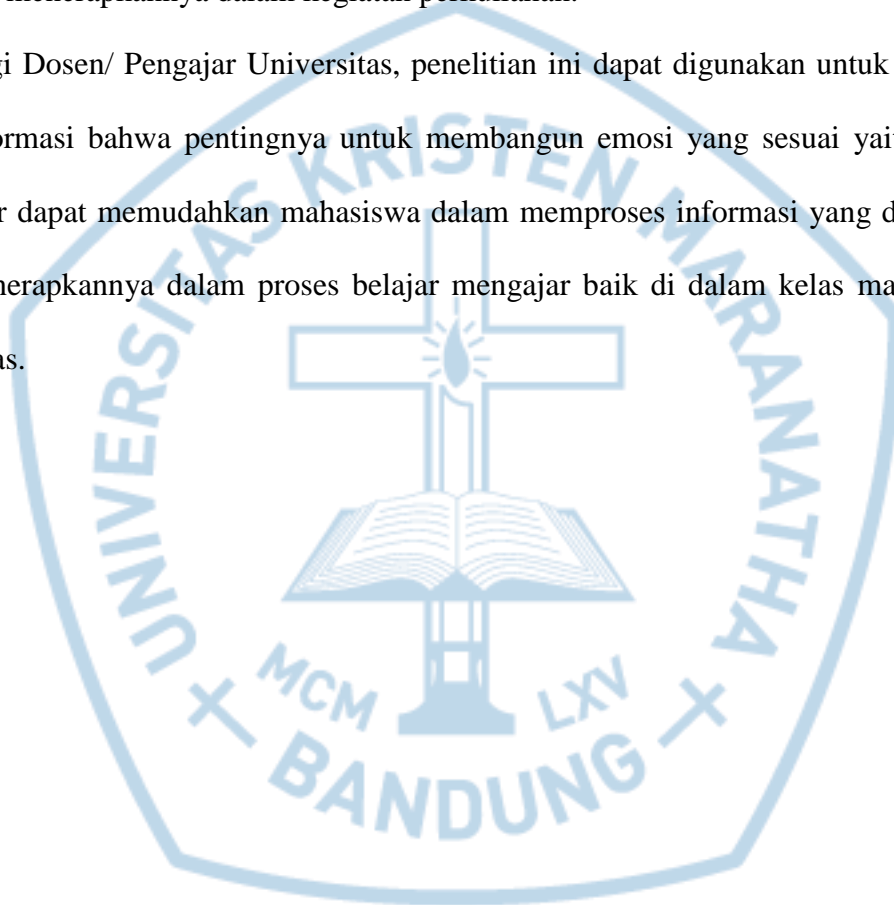 menerapkannya dalam kegiatan perkuliahan.
gi Dosen/ Pengajar Universitas, penelitian ini dapat digunakan untuk
ormasi bahwa pentingnya untuk membangun emosi yang sesuai yai
r dapat memudahkan mahasiswa dalam memproses informasi yang d
nerapkannya dalam proses belajar mengajar baik di dalam kelas ma
as.
UNIVERSITAS KRISTEN MARANATHA
MCM LXV
BANDUNG